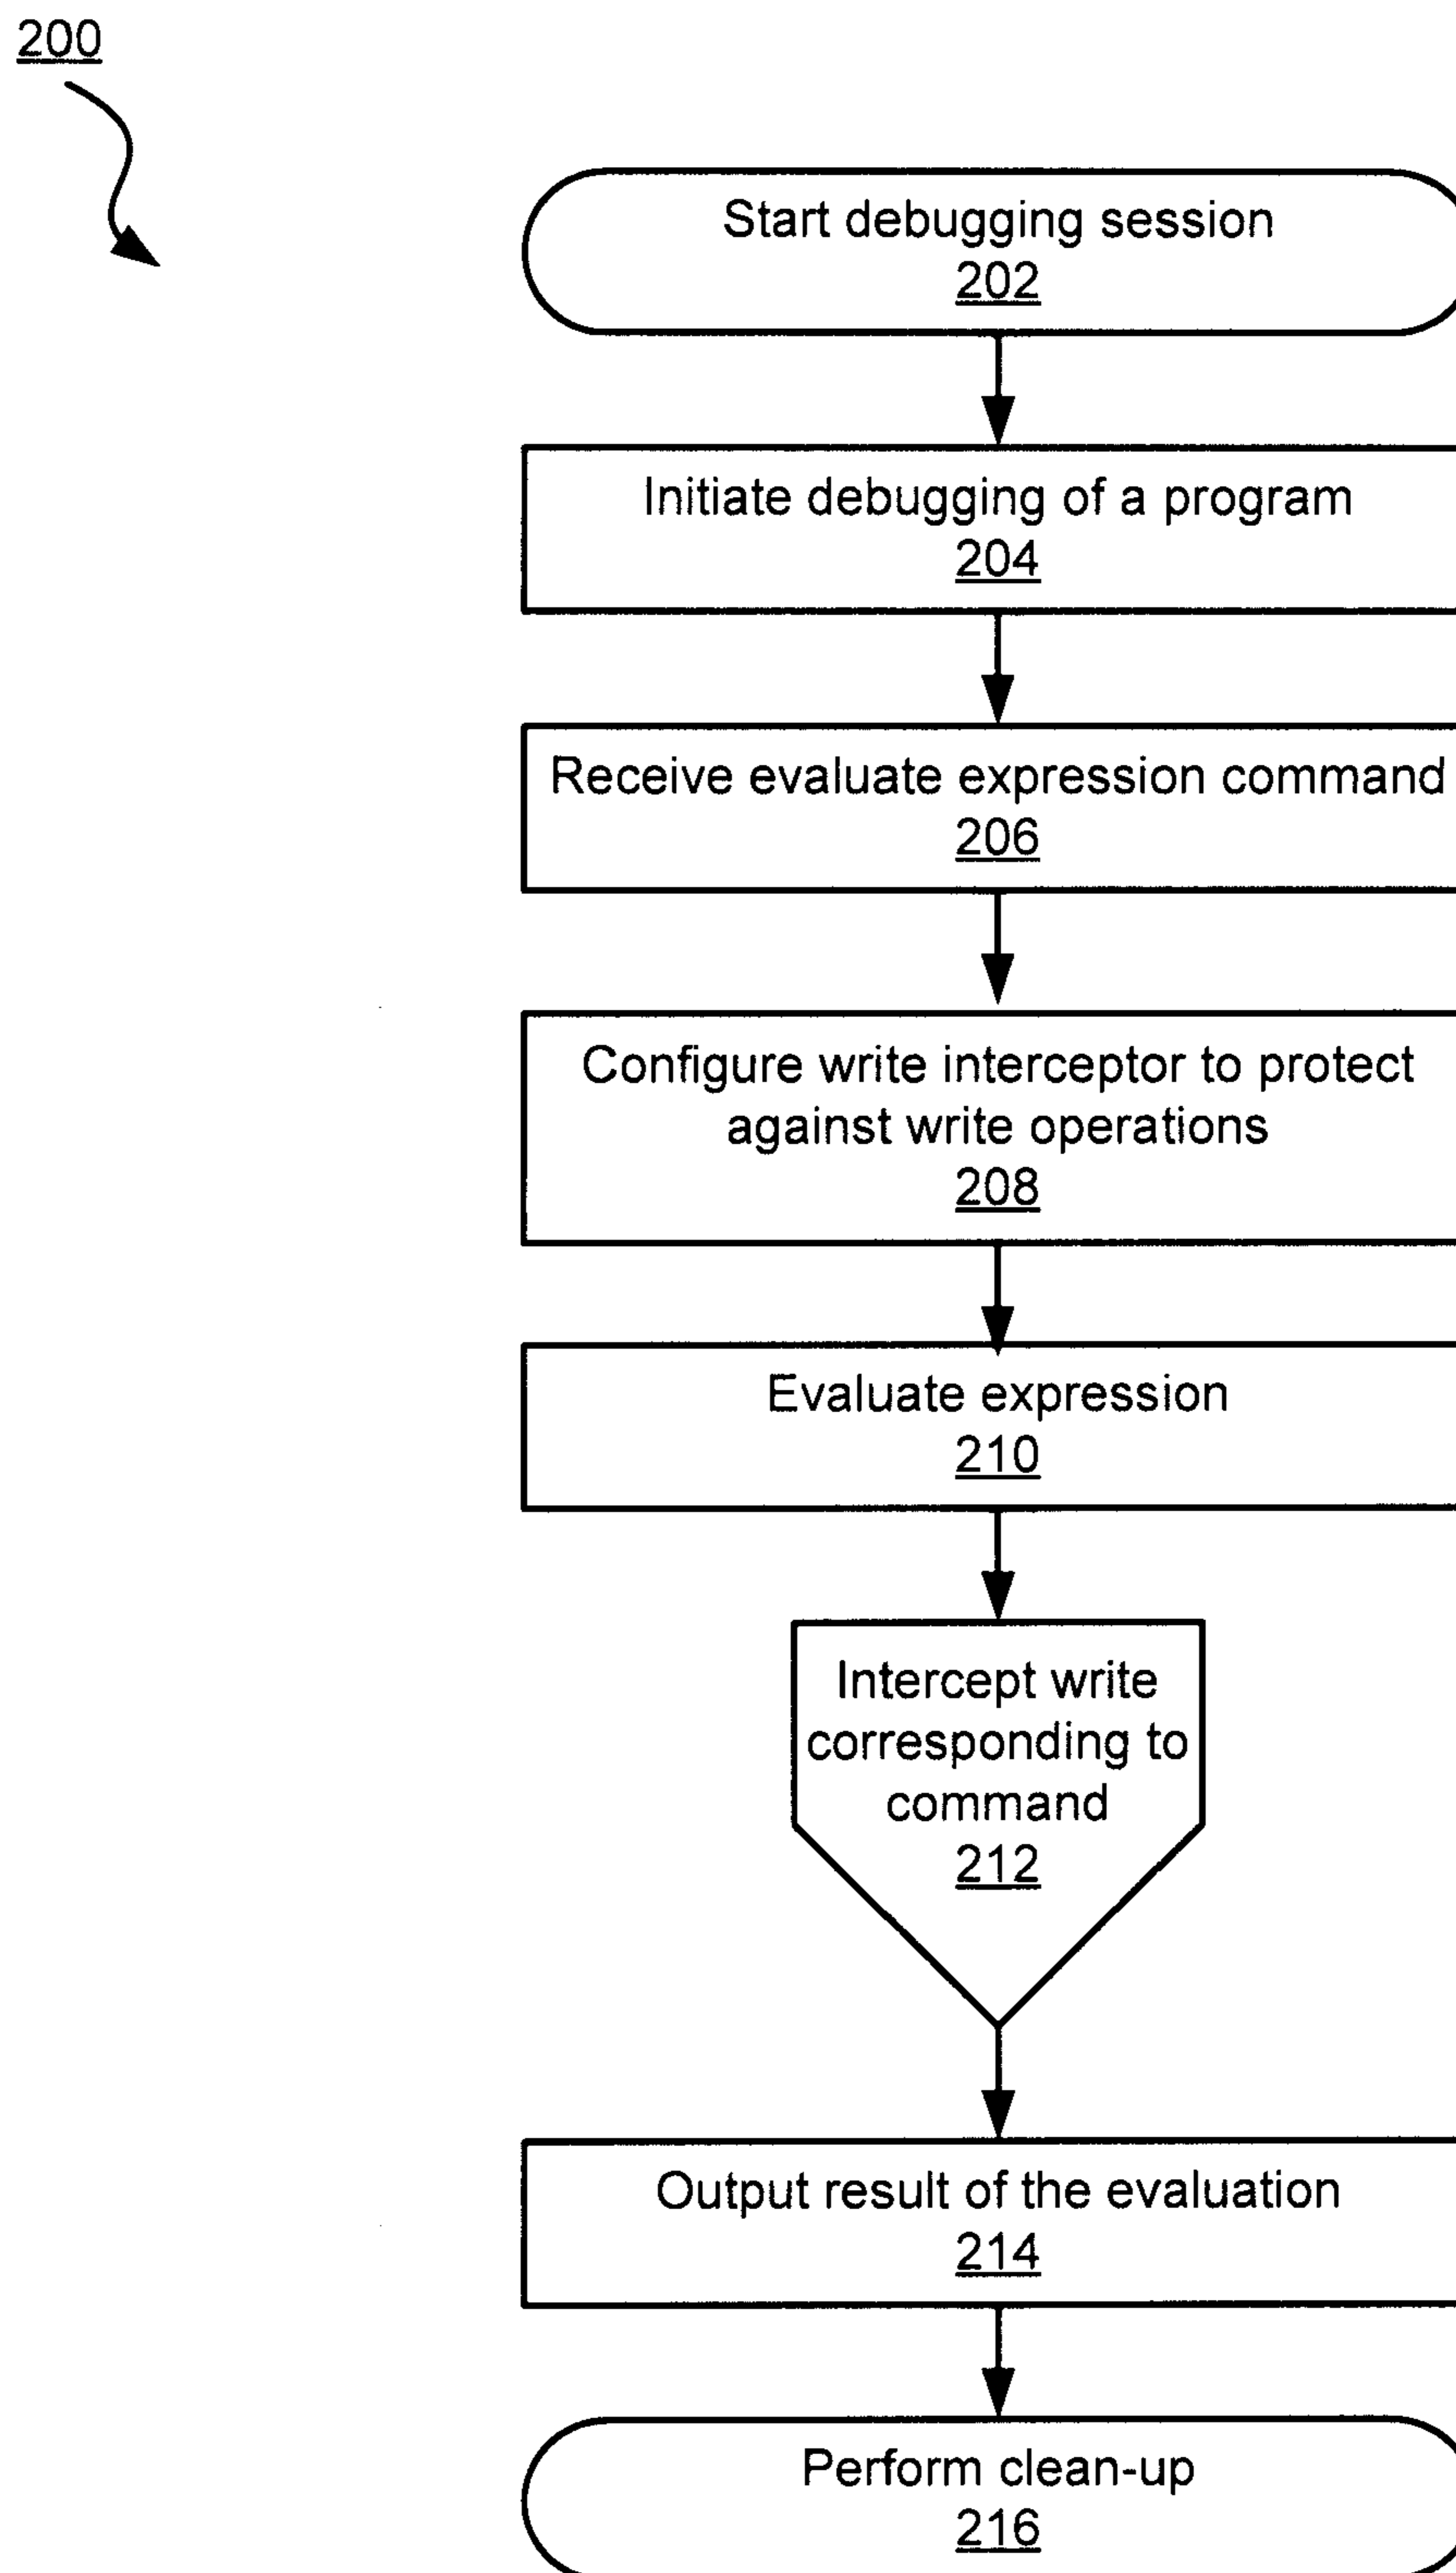 200
Start debugging session
202
Initiate debugging of a program
204
Receive evaluate expression command
206
Configure write interceptor to protect
against write operations
208
Evaluate expression
210
Intercept write
corresponding to
command
212
Output result of the evaluation
214
Perform clean-up
216